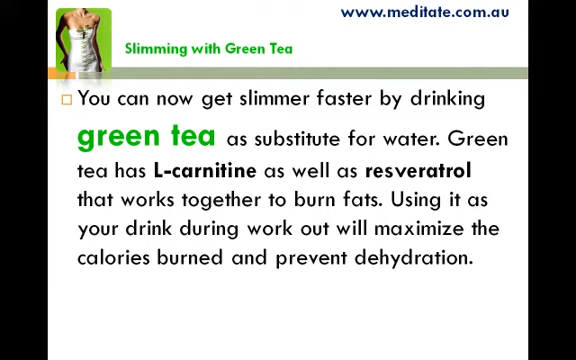 www.meditate.com.au
Slimming with Green Tea
You can now get slimmer faster by drinking
green tea as substitute for water. Green
tea has L-carnitine as well as resveratrol
that works together to burn fats. Using it as
your drink during work out will maximize the
calories burned and prevent dehydration.